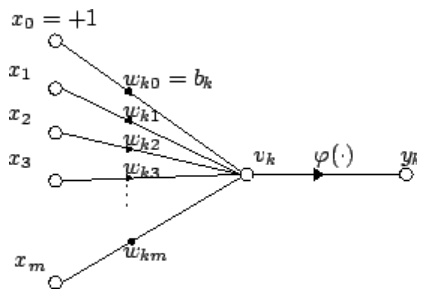 x_0 = +1
x_1
w_{k0} = b_k
x_2
w_{k1}
w_{k2}
x_3
w_{k3}
v_k
φ(·)
y_k
x_m
w_{km}